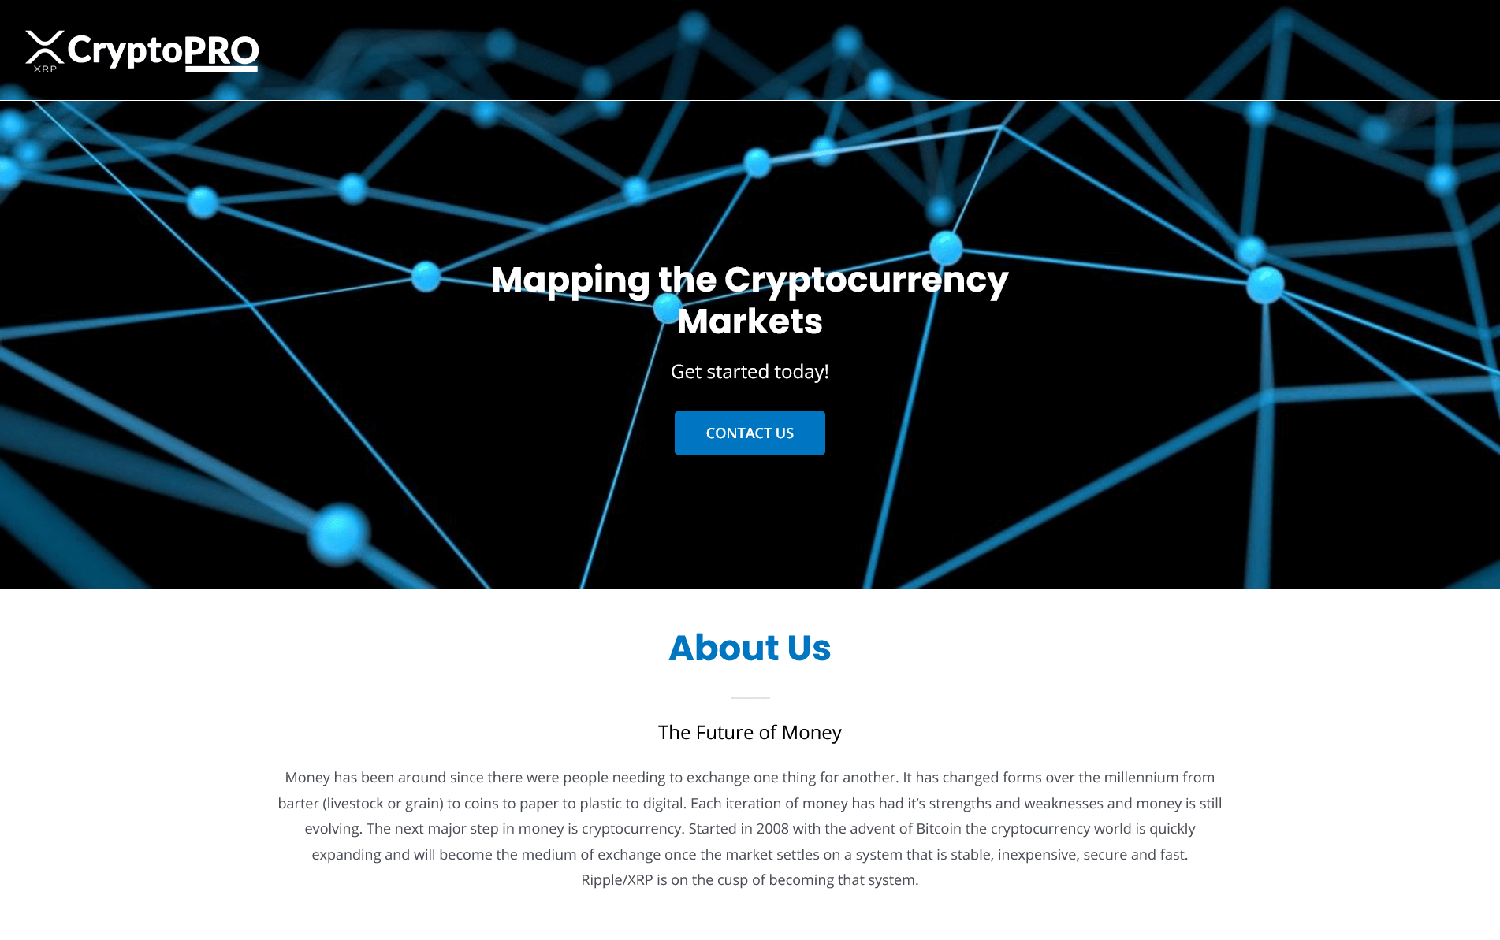 XRP
CryptoPRO
Mapping the Cryptocurrency
Markets
Get started today!
CONTACT US
About Us
The Future of Money
Money has been around since there were people needing to exchange one thing for another. It has changed forms over the millennium from
barter (livestock or grain) to coins to paper to plastic to digital. Each iteration of money has had it’s strengths and weaknesses and money is still
evolving. The next major step in money is cryptocurrency. Started in 2008 with the advent of Bitcoin the cryptocurrency world is quickly
expanding and will become the medium of exchange once the market settles on a system that is stable, inexpensive, secure and fast.
Ripple/XRP is on the cusp of becoming that system.